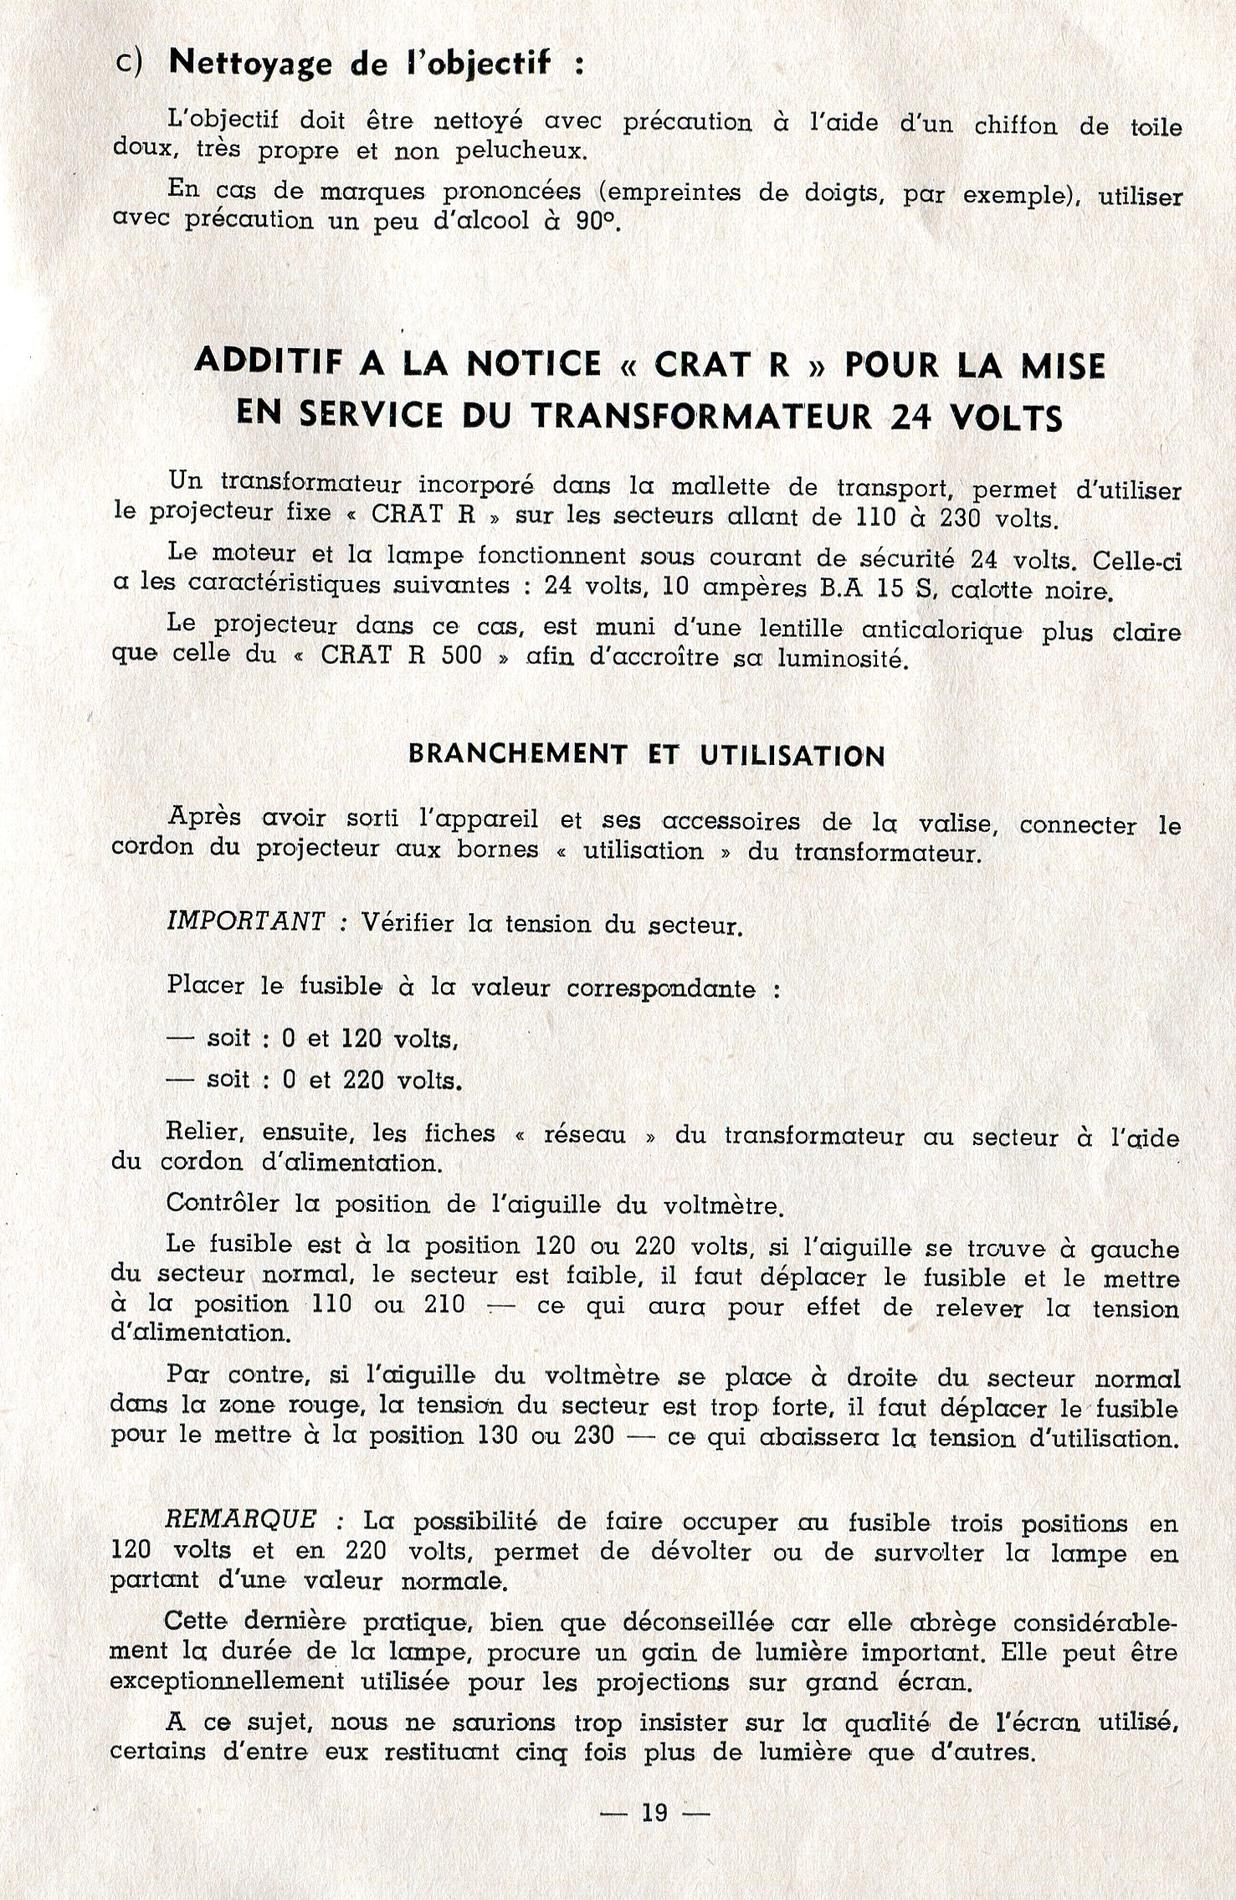 c) Nettoyage de l'objectif :
L'objectif doit être nettoyé avec précaution à l'aide d'un chiffon de toile
doux, très propre et non pelucheux.
En cas de marques prononcées (empreintes de doigts, par exemple), utiliser
avec précaution un peu d'alcool à 90°.
ADDITIF A LA NOTICE « CRAT R » POUR LA MISE
EN SERVICE DU TRANSFORMATEUR 24 VOLTS
Un transformateur incorporé dans la mallette de transport, permet d'utiliser
le projecteur fixe « CRAT R » sur les secteurs allant de 110 à 230 volts.
Le moteur et la lampe fonctionnent sous courant de sécurité 24 volts. Celle-ci
a les caractéristiques suivantes : 24 volts, 10 ampères B.A 15 S, calotte noire.
Le projecteur dans ce cas, est muni d'une lentille anticalorique plus claire
que celle du « CRAT R 500 » afin d'accroître sa luminosité.
BRANCHEMENT ET UTILISATION
Après avoir sorti l'appareil et ses accessoires de la valise, connecter le
cordon du projecteur aux bornes « utilisation » du transformateur.
IMPORTANT : Vérifier la tension du secteur.
Placer le fusible à la valeur correspondante :
— soit : 0 et 120 volts,
— soit : 0 et 220 volts.
Relier, ensuite, les fiches « réseau » du transformateur au secteur à l'aide
du cordon d'alimentation.
Contrôler la position de l'aiguille du voltmètre.
Le fusible est à la position 120 ou 220 volts, si l'aiguille se trouve à gauche
du secteur normal, le secteur est faible, il faut déplacer le fusible et le mettre
à la position 110 ou 210 — ce qui aura pour effet de relever la tension
d'alimentation.
Par contre, si l'aiguille du voltmètre se place à droite du secteur normal
dans la zone rouge, la tension du secteur est trop forte, il faut déplacer le fusible
pour le mettre à la position 130 ou 230 — ce qui abaissera la tension d'utilisation.
REMARQUE : La possibilité de faire occuper au fusible trois positions en
120 volts et en 220 volts, permet de dévolter ou de survolter la lampe en
partant d'une valeur normale.
Cette dernière pratique, bien que déconseillée car elle abrège considérable-
ment la durée de la lampe, procure un gain de lumière important. Elle peut être
exceptionnellement utilisée pour les projections sur grand écran.
A ce sujet, nous ne saurions trop insister sur la qualité de l'écran utilisé,
certains d'entre eux restituant cinq fois plus de lumière que d'autres.
— 19 —